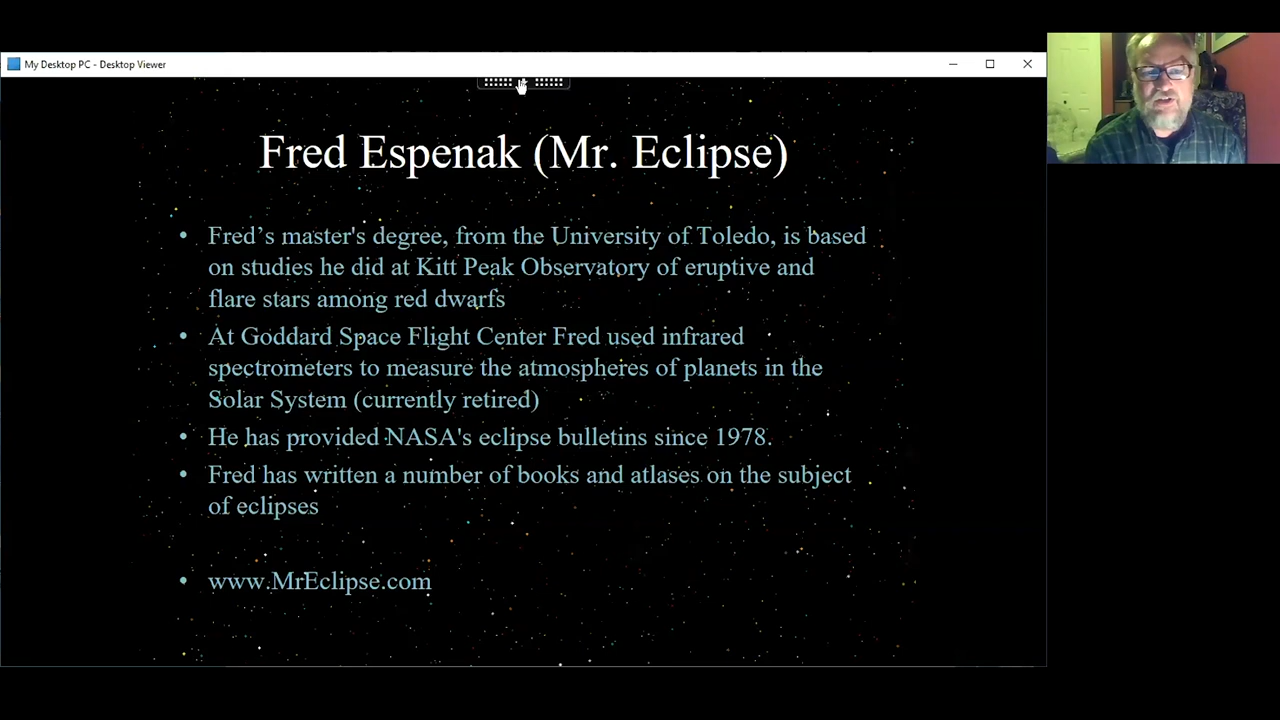 My Desktop PC - Desktop Viewer
Fred Espenak (Mr. Eclipse)
• Fred’s master's degree, from the University of Toledo, is based
on studies he did at Kitt Peak Observatory of eruptive and
flare stars among red dwarfs
• At Goddard Space Flight Center Fred used infrared
spectrometers to measure the atmospheres of planets in the
Solar System (currently retired)
• He has provided NASA's eclipse bulletins since 1978.
• Fred has written a number of books and atlases on the subject
of eclipses
• www.MrEclipse.com